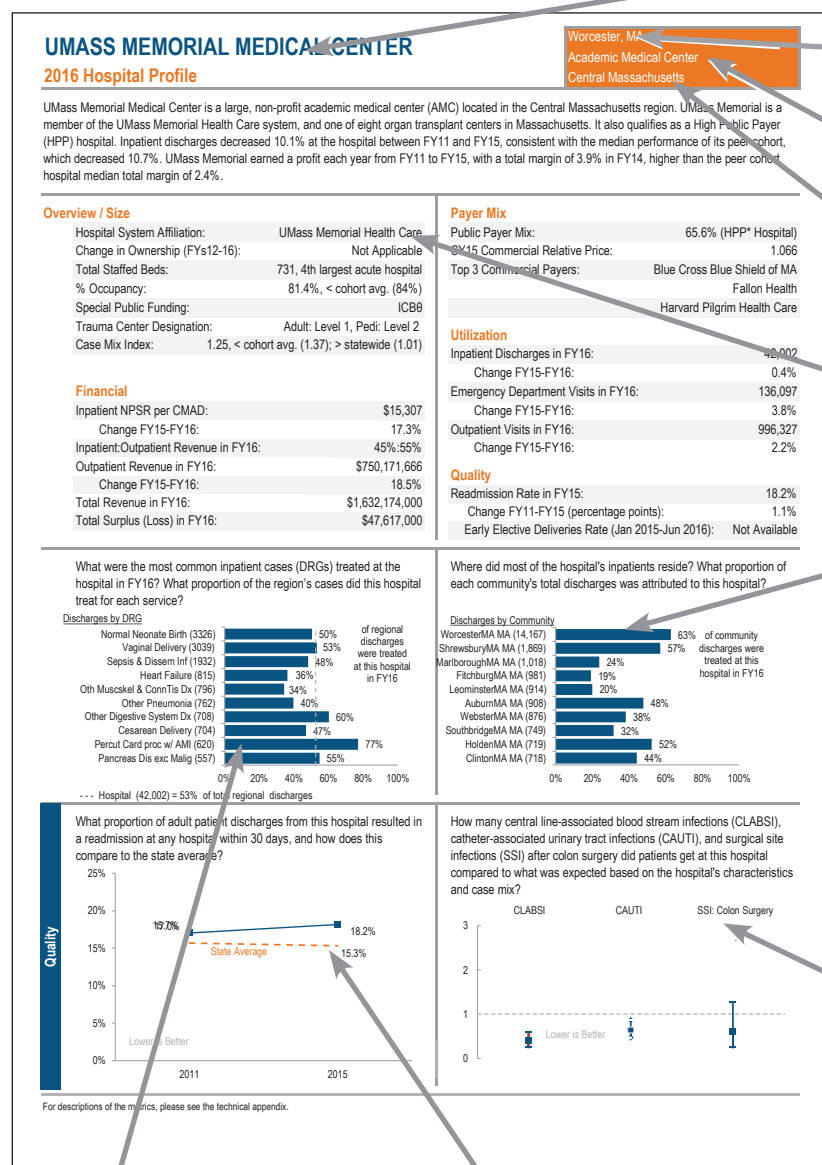 UMASS MEMORIAL MEDICAL CENTER
2016 Hospital Profile
Worcester, MA
Academic Medical Center
Central Massachusetts
UMass Memorial Medical Center is a large, non-profit academic medical center (AMC) located in the Central Massachusetts region. UMass Memorial is a
member of the UMass Memorial Health Care system, and one of eight organ transplant centers in Massachusetts. It also qualifies as a High Public Payer
(HPP) hospital. Inpatient discharges decreased 10.1% at the hospital between FY11 and FY15, consistent with the median performance of its peer cohort,
which decreased 10.7%. UMass Memorial earned a profit each year from FY11 to FY15, with a total margin of 3.9% in FY14, higher than the peer cohort
hospital median total margin of 2.4%.
Overview / Size
Hospital System Affiliation: UMass Memorial Health Care
Change in Ownership (FYs12-16): Not Applicable
Total Staffed Beds: 731, 4th largest acute hospital
% Occupancy: 81.4%, < cohort avg. (84%)
Special Public Funding: ICBθ
Trauma Center Designation: Adult: Level 1, Pedi: Level 2
Case Mix Index: 1.25, < cohort avg. (1.37); > statewide (1.01)
Financial
Inpatient NPSR per CMAD: $15,307
Change FY15-FY16: 17.3%
Inpatient:Outpatient Revenue in FY16: 45%:55%
Outpatient Revenue in FY16: $750,171,666
Change FY15-FY16: 18.5%
Total Revenue in FY16: $1,632,174,000
Total Surplus (Loss) in FY16: $47,617,000
Payer Mix
Public Payer Mix: 65.6% (HPP* Hospital)
CY15 Commercial Relative Price: 1.066
Top 3 Commercial Payers: Blue Cross Blue Shield of MA
Fallon Health
Harvard Pilgrim Health Care
Utilization
Inpatient Discharges in FY16: 42,002
Change FY15-FY16: 0.4%
Emergency Department Visits in FY16: 136,097
Change FY15-FY16: 3.8%
Outpatient Visits in FY16: 996,327
Change FY15-FY16: 2.2%
Quality
Readmission Rate in FY15: 18.2%
Change FY11-FY15 (percentage points): 1.1%
Early Elective Deliveries Rate (Jan 2015-Jun 2016): Not Available
What were the most common inpatient cases (DRGs) treated at the
hospital in FY16? What proportion of the region's cases did this hospital
treat for each service?
Discharges by DRG
Normal Neonate Birth (3326) 50%
Vaginal Delivery (3039) 53%
Sepsis & Dissem Inf (1932) 48%
Heart Failure (815) 36%
Oth Muscskel & ConnTis Dx (796) 34%
Other Pneumonia (762) 40%
Other Digestive System Dx (708) 60%
Cesarean Delivery (704) 47%
Percut Card proc w/ AMI (620) 77%
Pancreas Dis exc Malig (557) 55%
of regional
discharges
were treated
at this hospital
in FY16
0% 20% 40% 60% 80% 100%
--- Hospital (42,002) = 53% of total regional discharges
Where did most of the hospital's inpatients reside? What proportion of
each community's total discharges was attributed to this hospital?
Discharges by Community
WorcesterMA MA (14,167) 63%
ShrewsburyMA MA (1,869) 57%
MarlboroughMA MA (1,018) 24%
FitchburgMA MA (981) 19%
LeominsterMA MA (914) 20%
AuburnMA MA (908) 48%
WebsterMA MA (876) 38%
SouthbridgeMA MA (749) 32%
HoldenMA MA (719) 52%
ClintonMA MA (718) 44%
of community
discharges were
treated at this
hospital in FY16
0% 20% 40% 60% 80% 100%
Quality
What proportion of adult patient discharges from this hospital resulted in
a readmission at any hospital within 30 days, and how does this
compare to the state average?
25%
20%
15%
10%
5%
0%
17.0%
18.2%
State Average
15.3%
Lower is Better
2011 2015
How many central line-associated blood stream infections (CLABSI),
catheter-associated urinary tract infections (CAUTI), and surgical site
infections (SSI) after colon surgery did patients get at this hospital
compared to what was expected based on the hospital's characteristics
and case mix?
CLABSI CAUTI SSI: Colon Surgery
3
2
1
0
Lower is Better
For descriptions of the metrics, please see the technical appendix.